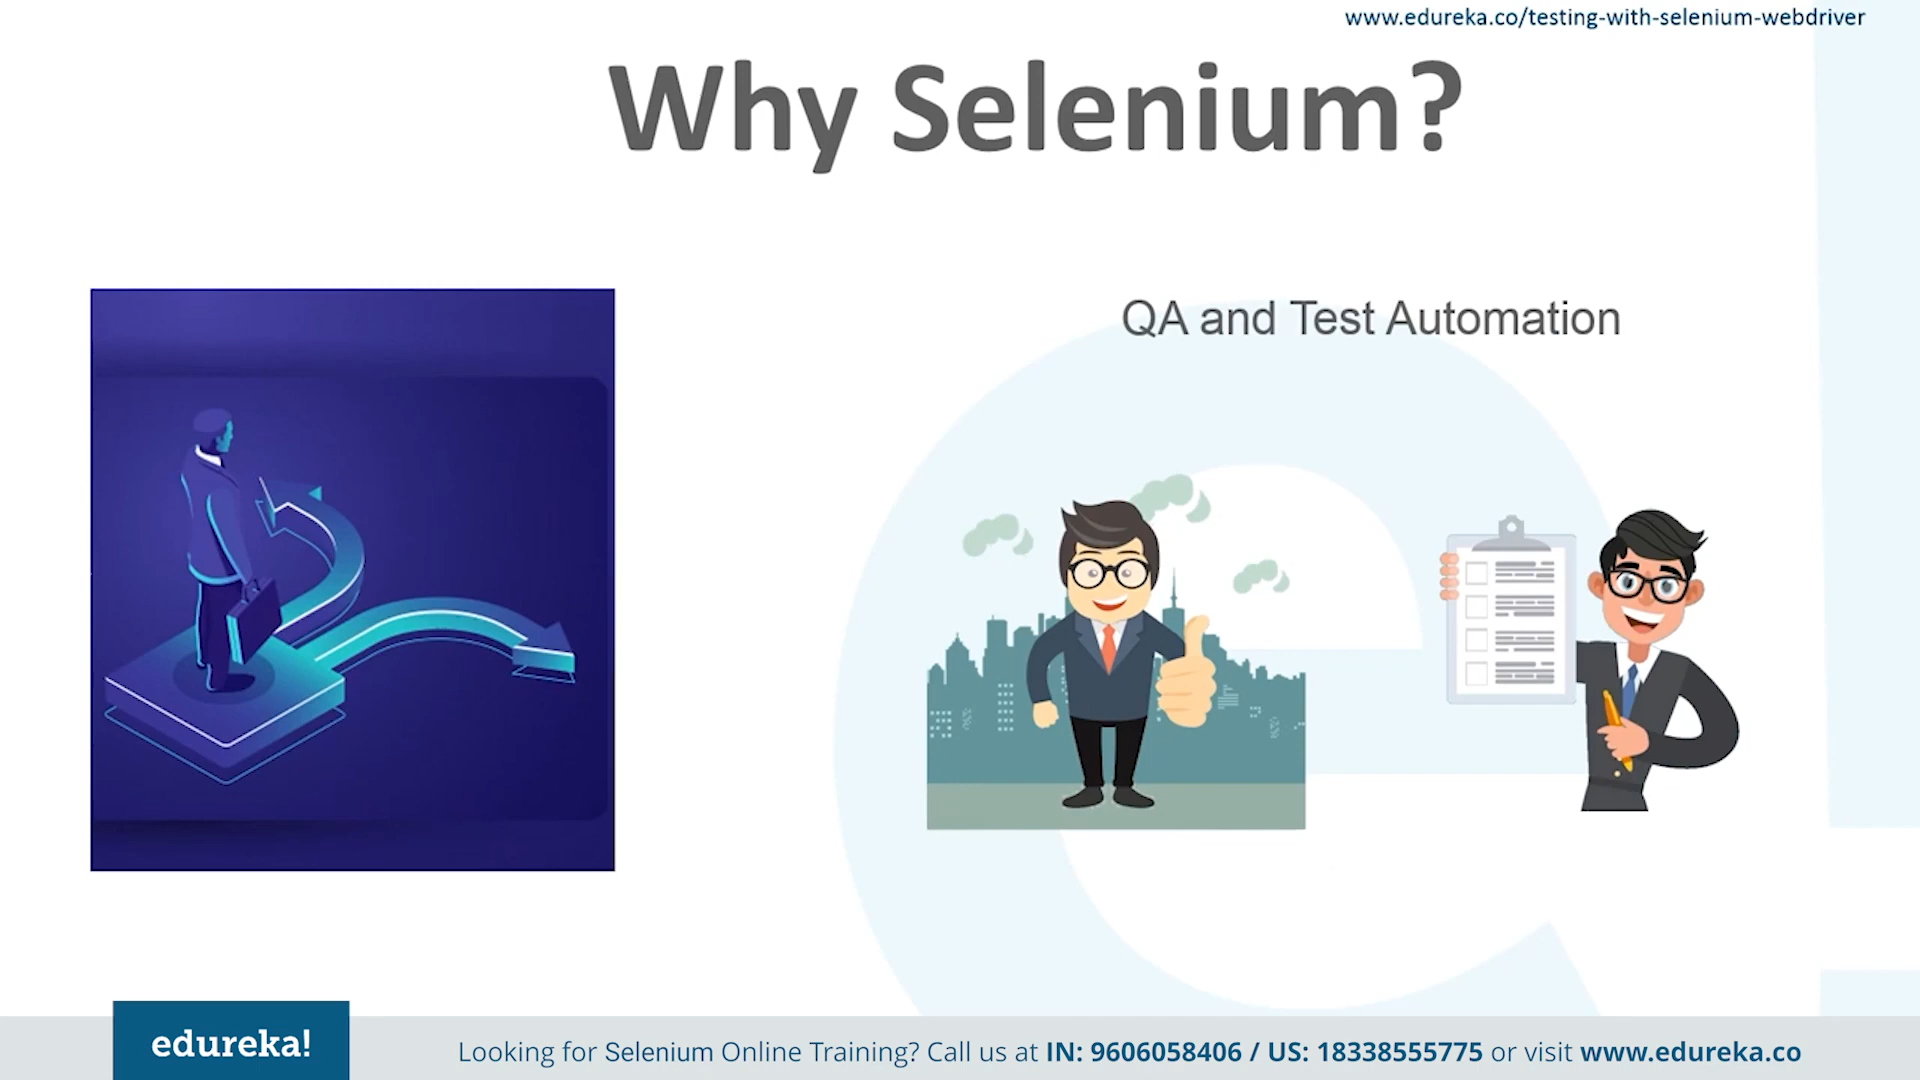 www.edureka.co/testing-with-selenium-webdriver
Why Selenium?
QA and Test Automation
edureka!
Looking for Selenium Online Training? Call us at IN: 9606058406 / US: 18338555775 or visit www.edureka.co